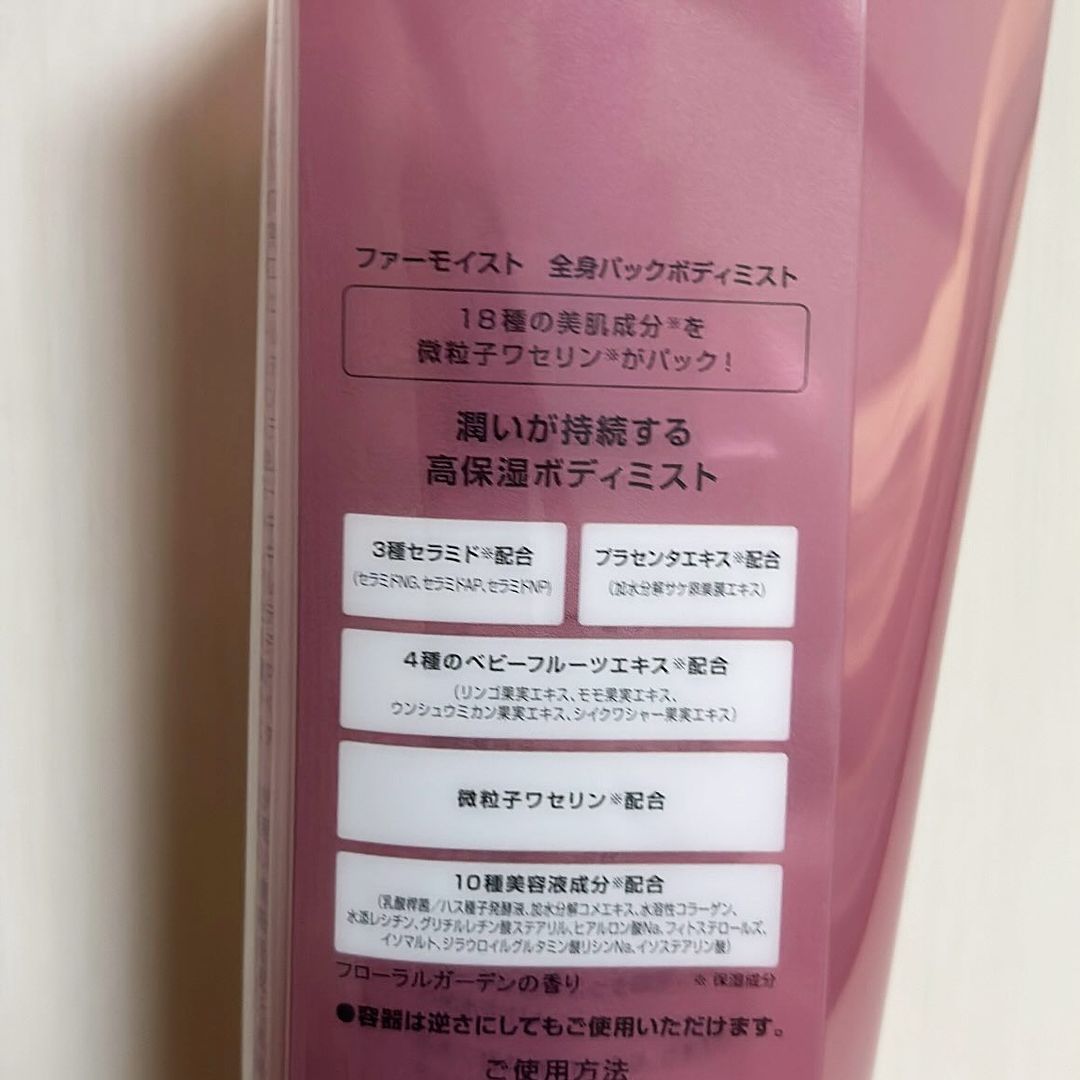 ファーモイスト 全身パックボディミスト
18種の美肌成分※を
微粒子ワセリン※がパック!
潤いが持続する
高保湿ボディミスト
3種セラミド※配合
(セラミドNG、セラミドAP、セラミドNP)
プラセンタエキス※配合
(加水分解サケ卵巣膜エキス)
4種のベビーフルーツエキス※配合
(リンゴ果実エキス、モモ果実エキス、
ウンシュウミカン果実エキス、シイクワシャー果実エキス)
微粒子ワセリン※配合
10種美容液成分※配合
(乳酸桿菌/ハス種子発酵液、加水分解コメエキス、水溶性コラーゲン、
水添レシチン、グリチルレチン酸ステアリル、ヒアルロン酸Na、フィトステロールズ、
イソマルト、ジラウロイルグルタミン酸リシンNa、イソステアリン酸)
フローラルガーデンの香り
※保湿成分
●容器は逆さにしてもご使用いただけます。
ご使用方法